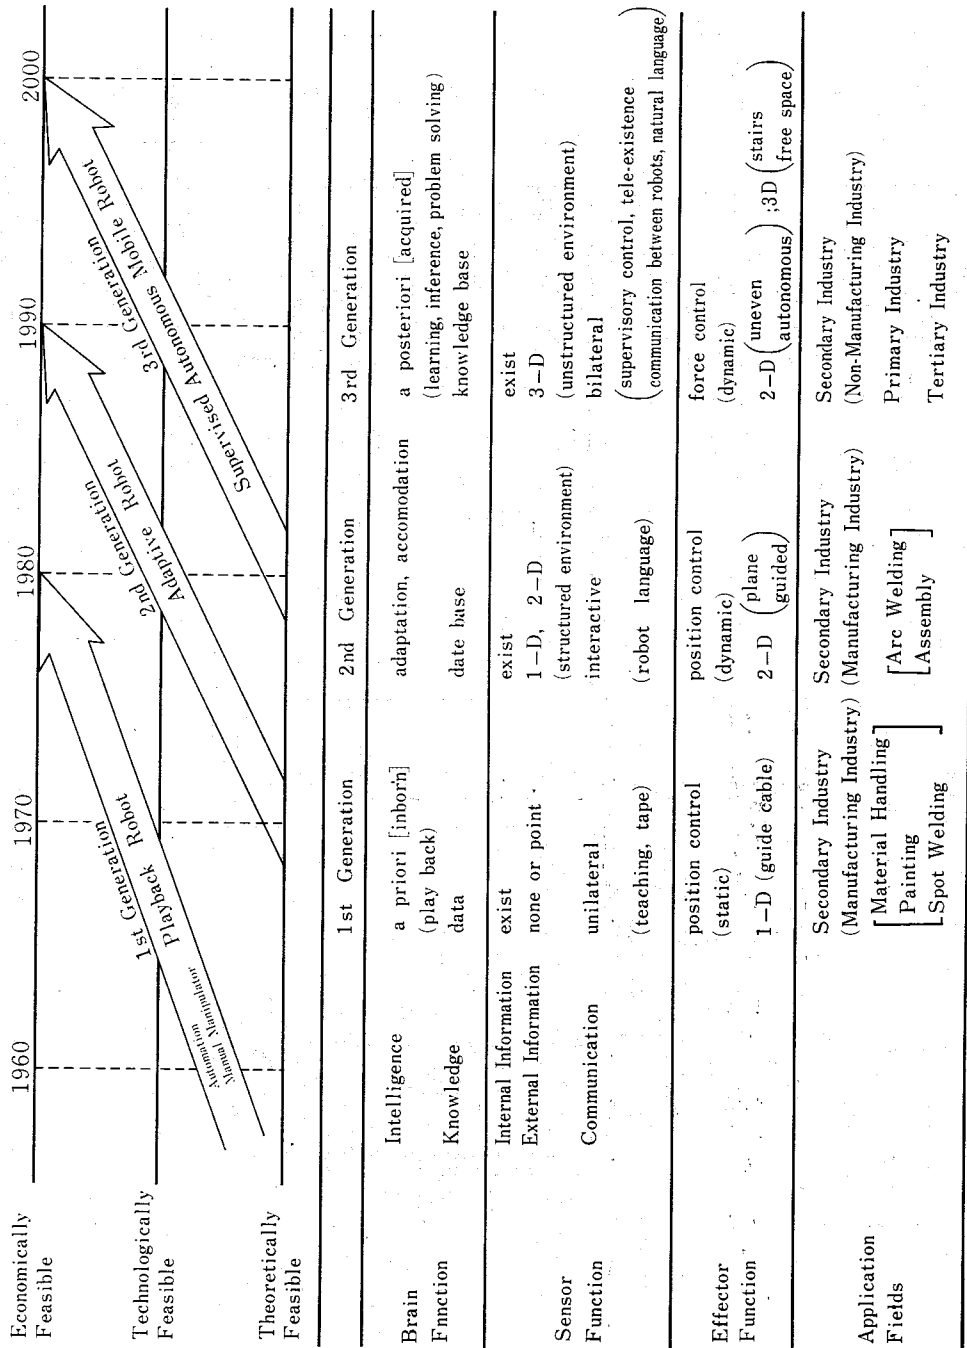 1960 1970 1980 1990 2000
Economically
Feasible
Technologically
Feasible
Theoretically
Feasible
Automation
Manual Manipulator
1st Generation
Playback Robot
2nd Generation
Adaptive Robot
3rd Generation
Supervised Autonomous Mobile Robot
1st Generation 2nd Generation 3rd Generation
Brain Intelligence a priori [inborn] adaptation, accomodation a posteriori [acquired]
Fnnction (play back) (learning, inference, problem solving)
Knowledge data date base knowledge base
Internal Information exist exist exist
External Information none or point 1-D, 2-D 3-D
Sensor (structured environment) (unstructured environment)
Function Communication unilateral interactive bilateral
(supervisory control, tele-existence
(teaching, tape) (robot language) communication between robots, natural language)
Effector position control position control force control
Function (static) (dynamic) (dynamic)
1-D (guide cable) 2-D (plane guided) 2-D (uneven autonomous) ;3D (stairs free space)
Application Secondary Industry Secondary Industry Secondary Industry
Fields (Manufacturing Industry) (Manufacturing Industry) (Non-Manufacturing Industry)
[Material Handling [Arc Welding] Primary Industry
Painting Assembly] Tertiary Industry
Spot Welding]